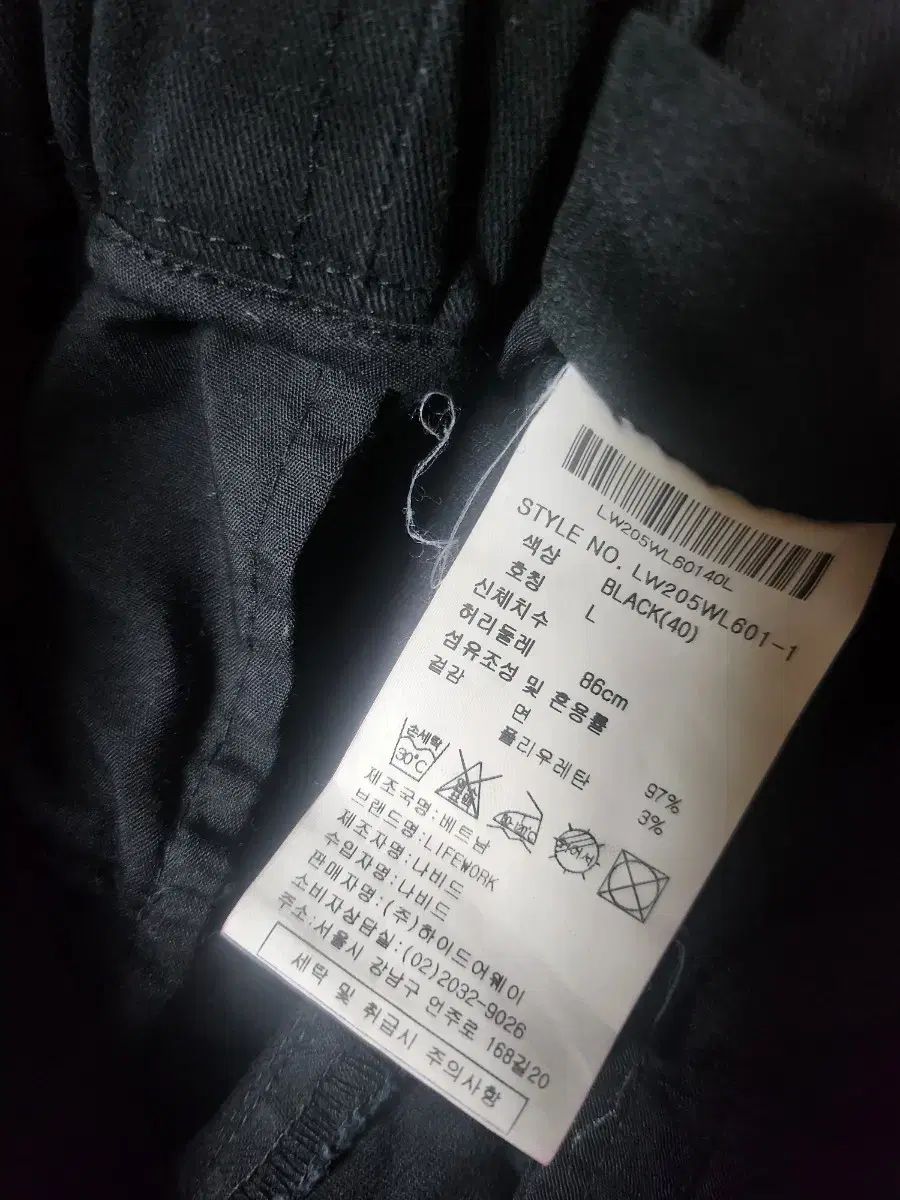 LW205WL60140L
STYLE NO. LW205WL601-1
색상 BLACK(40)
호칭 L
신체치수
허리둘레 86cm
섬유조성 및 혼용률
겉감 면 97%
폴리우레탄 3%
손세탁
30℃
제조국명:베트남
브랜드명:LIFEWORK
제조자명:나비드
수입자명:나비드
판매자명:(주)하이드어웨이
소비자상담실:(02)2032-9026
주소:서울시 강남구 언주로 168길20
세탁 및 취급시 주의사항